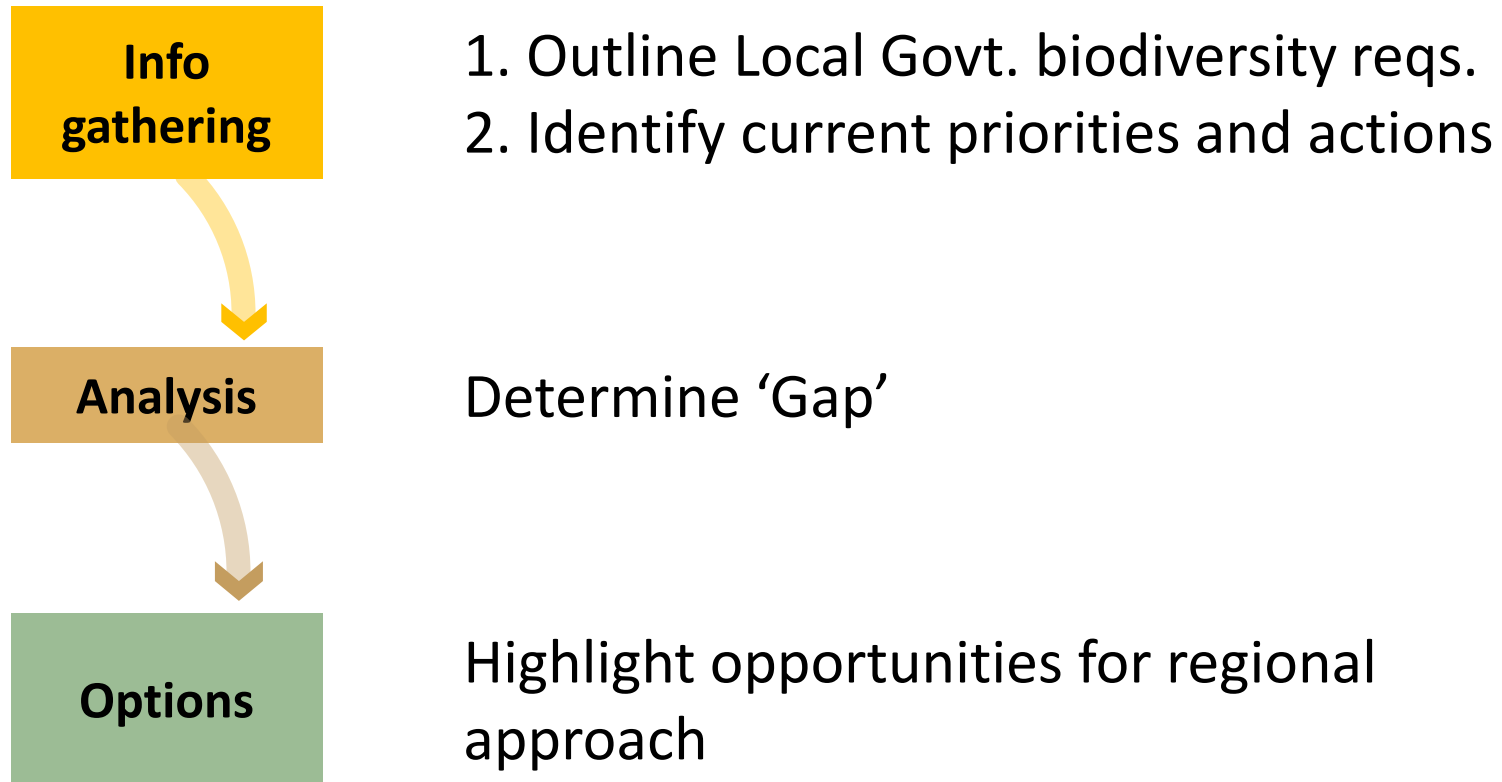 Info
gathering
1. Outline Local Govt. biodiversity reqs.
2. Identify current priorities and actions
Analysis
Determine ‘Gap’
Options
Highlight opportunities for regional
approach